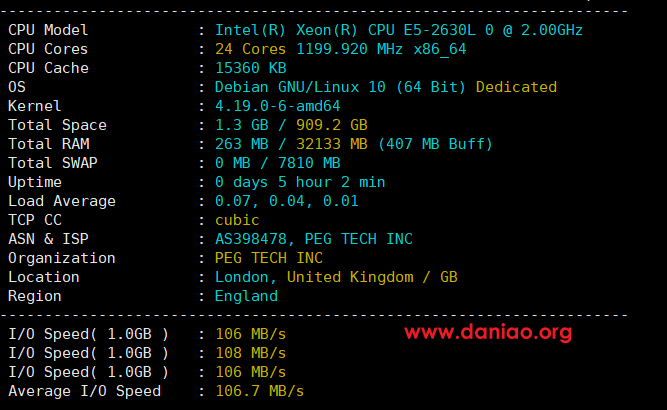 ----------------------------------------------------------------------
CPU Model            : Intel(R) Xeon(R) CPU E5-2630L 0 @ 2.00GHz
CPU Cores            : 24 Cores 1199.920 MHz x86_64
CPU Cache            : 15360 KB
OS                   : Debian GNU/Linux 10 (64 Bit) Dedicated
Kernel               : 4.19.0-6-amd64
Total Space          : 1.3 GB / 909.2 GB
Total RAM            : 263 MB / 32133 MB (407 MB Buff)
Total SWAP           : 0 MB / 7810 MB
Uptime               : 0 days 5 hour 2 min
Load Average         : 0.07, 0.04, 0.01
TCP CC               : cubic
ASN & ISP            : AS398478, PEG TECH INC
Organization         : PEG TECH INC
Location             : London, United Kingdom / GB
Region               : England
----------------------------------------------------------------------
I/O Speed( 1.0GB )   : 106 MB/s
www.daniao.org
I/O Speed( 1.0GB )   : 108 MB/s
I/O Speed( 1.0GB )   : 106 MB/s
Average I/O Speed    : 106.7 MB/s